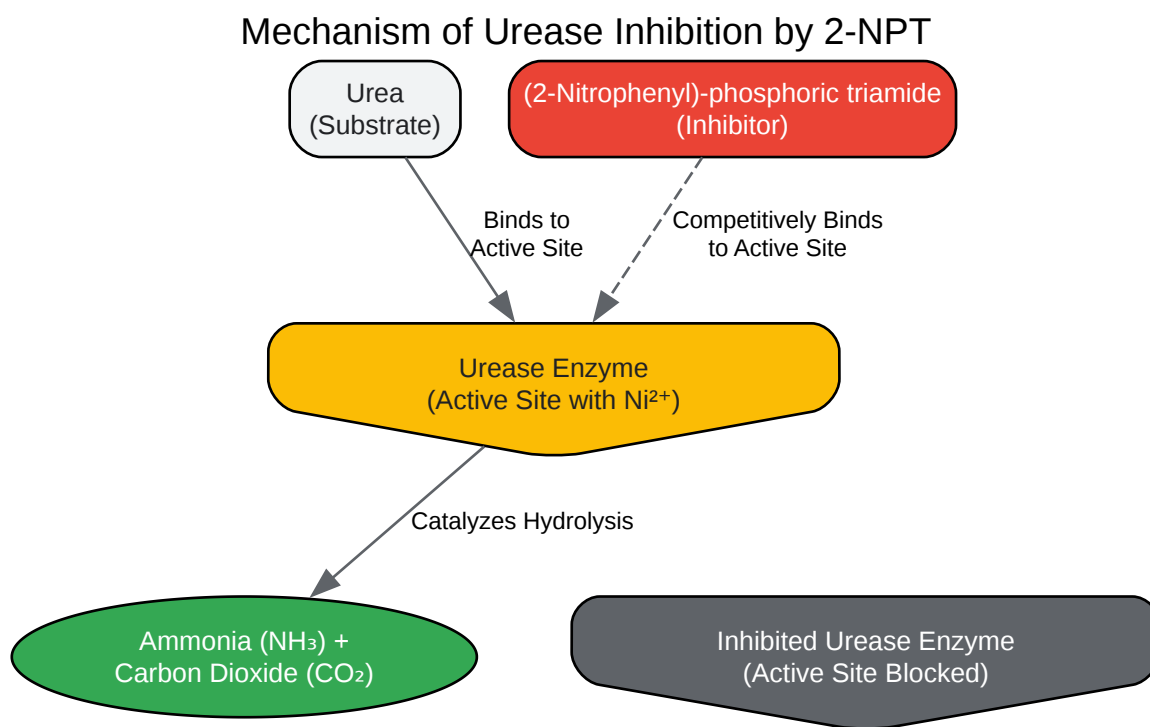 Mechanism of Urease Inhibition by 2-NPT
Urea
(Substrate)
(2-Nitrophenyl)-phosphoric triamide
(Inhibitor)
Binds to
Active Site
Competitively Binds
to Active Site
Urease Enzyme
(Active Site with Ni²⁺)
Catalyzes Hydrolysis
Ammonia (NH₃) +
Carbon Dioxide (CO₂)
Inhibited Urease Enzyme
(Active Site Blocked)